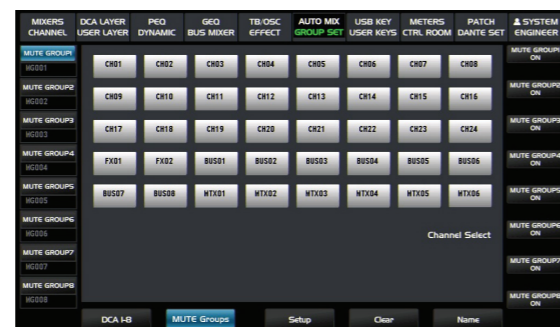 MIXERS DCA LAYER PEQ GEQ TB/OSC AUTO MIX USB KEY METERS PATCH SYSTEM
CHANNEL USER LAYER DYNAMIC BUS MIXER EFFECT GROUP SET USER KEYS CTRL ROOM DANTE SET ENGINEER
MUTE GROUP1
MG001
MUTE GROUP2
MG002
MUTE GROUP3
MG003
MUTE GROUP4
MG004
MUTE GROUP5
MG005
MUTE GROUP6
MG006
MUTE GROUP7
MG007
MUTE GROUP8
MG008
CH01 CH02 CH03 CH04 CH05 CH06 CH07 CH08
CH09 CH10 CH11 CH12 CH13 CH14 CH15 CH16
CH17 CH18 CH19 CH20 CH21 CH22 CH23 CH24
FX01 FX02 BUS01 BUS02 BUS03 BUS04 BUS05 BUS06
BUS07 BUS08 MTX01 MTX02 MTX03 MTX04 MTX05 MTX06
Channel Select
MUTE GROUP1
ON
MUTE GROUP2
ON
MUTE GROUP3
ON
MUTE GROUP4
ON
MUTE GROUP5
ON
MUTE GROUP6
ON
MUTE GROUP7
ON
MUTE GROUP8
ON
DCA 1-8 MUTE Groups Setup Clear Name